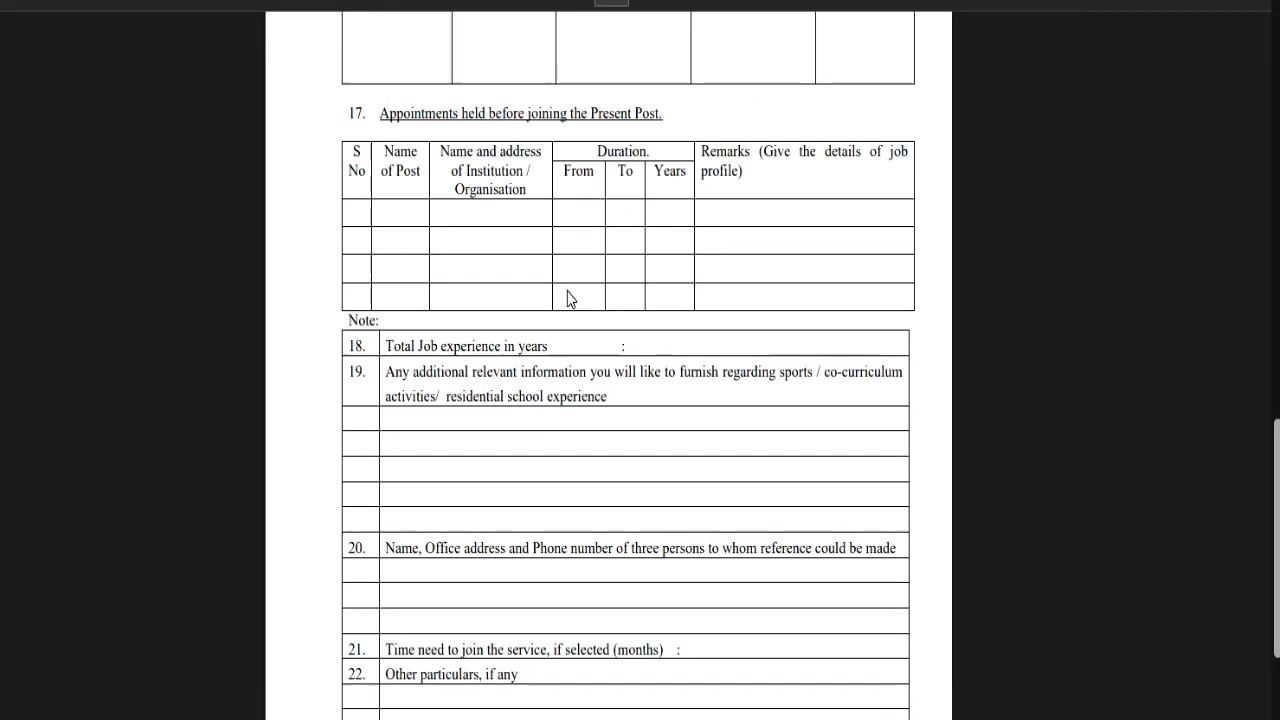 17. Appointments held before joining the Present Post.
S No
Name of Post
Name and address of Institution / Organisation
Duration.
From To Years
Remarks (Give the details of job profile)
Note:
18. Total Job experience in years :
19. Any additional relevant information you will like to furnish regarding sports / co-curriculum
activities/ residential school experience
20. Name, Office address and Phone number of three persons to whom reference could be made
21. Time need to join the service, if selected (months) :
22. Other particulars, if any